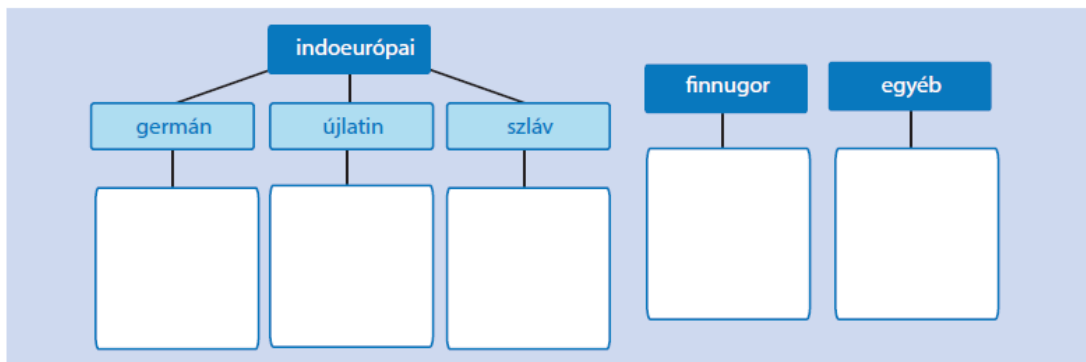 indoeurópai
finnugor
egyéb
germán
újlatin
szláv